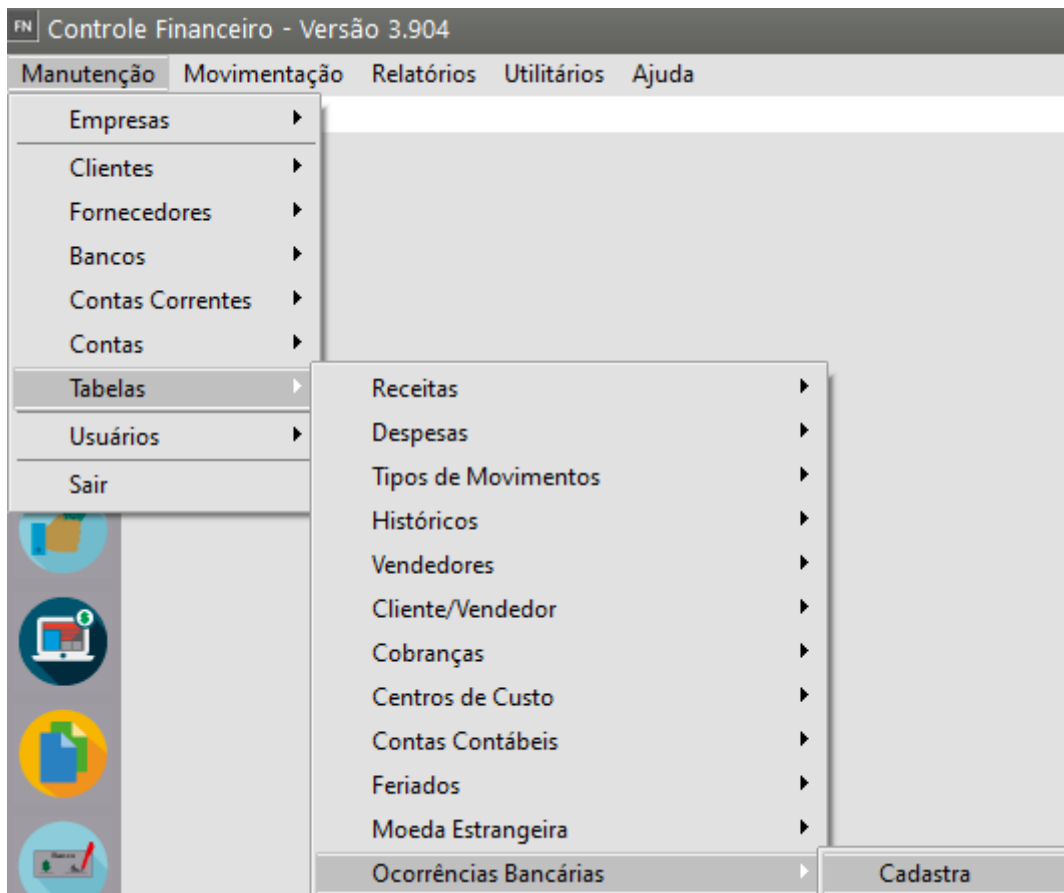 FN Controle Financeiro - Versão 3.904
Manutenção Movimentação Relatórios Utilitários Ajuda
Empresas
Clientes
Fornecedores
Bancos
Contas Correntes
Contas
Tabelas
Usuários
Sair
Receitas
Despesas
Tipos de Movimentos
Históricos
Vendedores
Cliente/Vendedor
Cobranças
Centros de Custo
Contas Contábeis
Feriados
Moeda Estrangeira
Ocorrências Bancárias
Cadastra